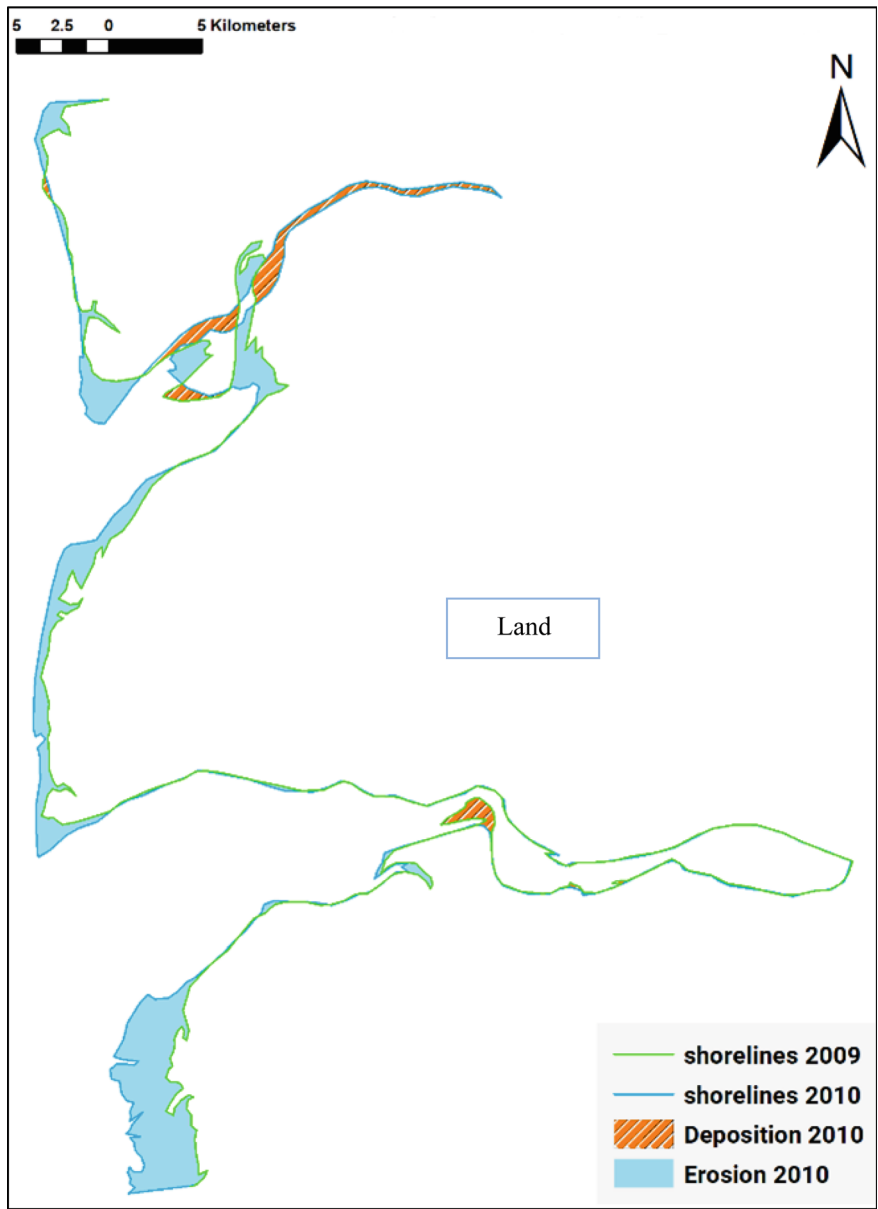 5 2.5 0 5 Kilometers
N
Land
shorelines 2009
shorelines 2010
Deposition 2010
Erosion 2010